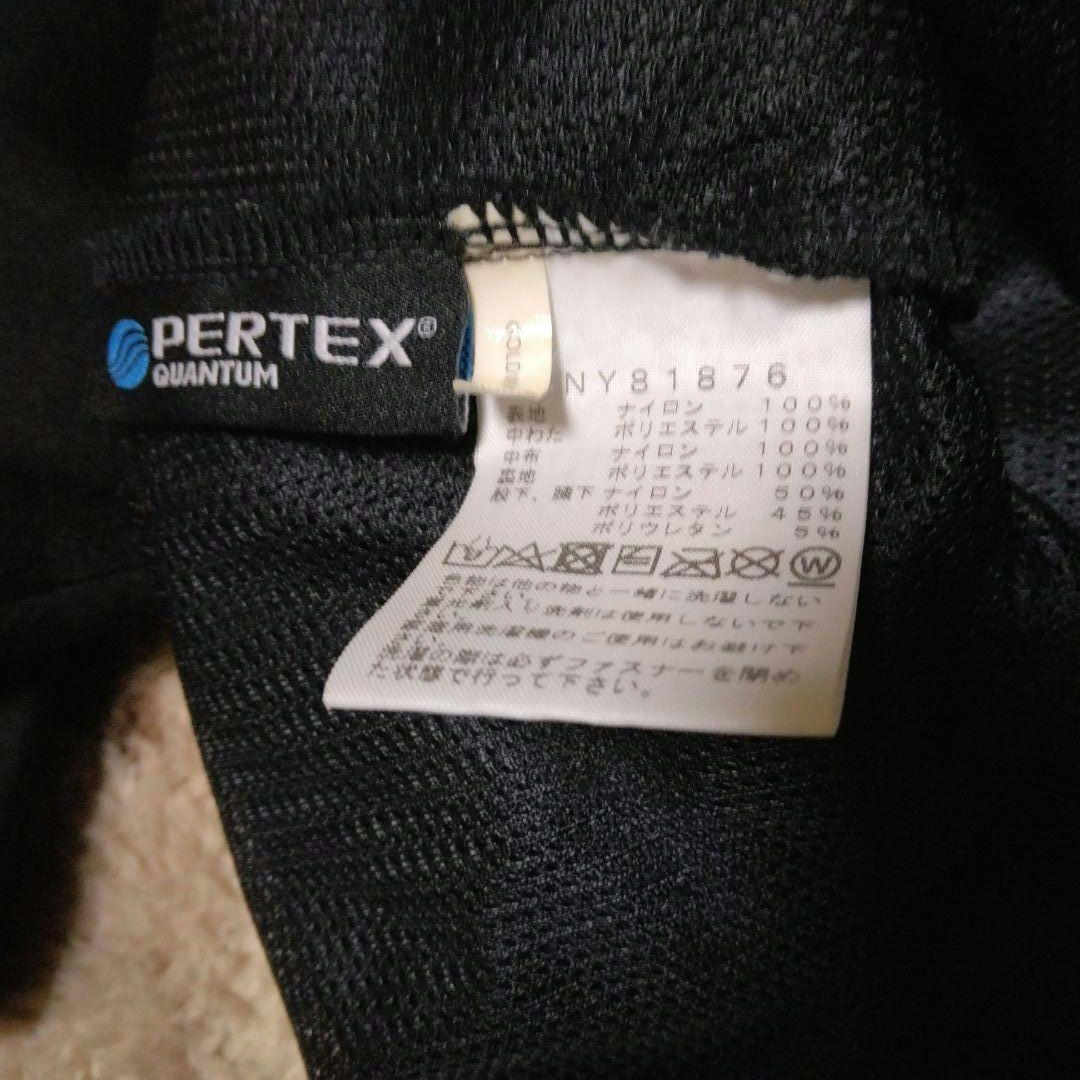 PERTEX®
QUANTUM
GOLDWIN
NY81876
表地 ナイロン 100%
中わた ポリエステル 100%
中布 ナイロン 100%
裏地 ポリエステル 100%
股下、膝下 ナイロン 50%
ポリエステル 45%
ポリウレタン 5%
W
色物は他の物と一緒に洗濯しない
素入り洗剤は使用しないで下
用洗濯機のご使用はお避け下
洗濯の際は必ずファスナーを閉め
た状態で行って下さい。